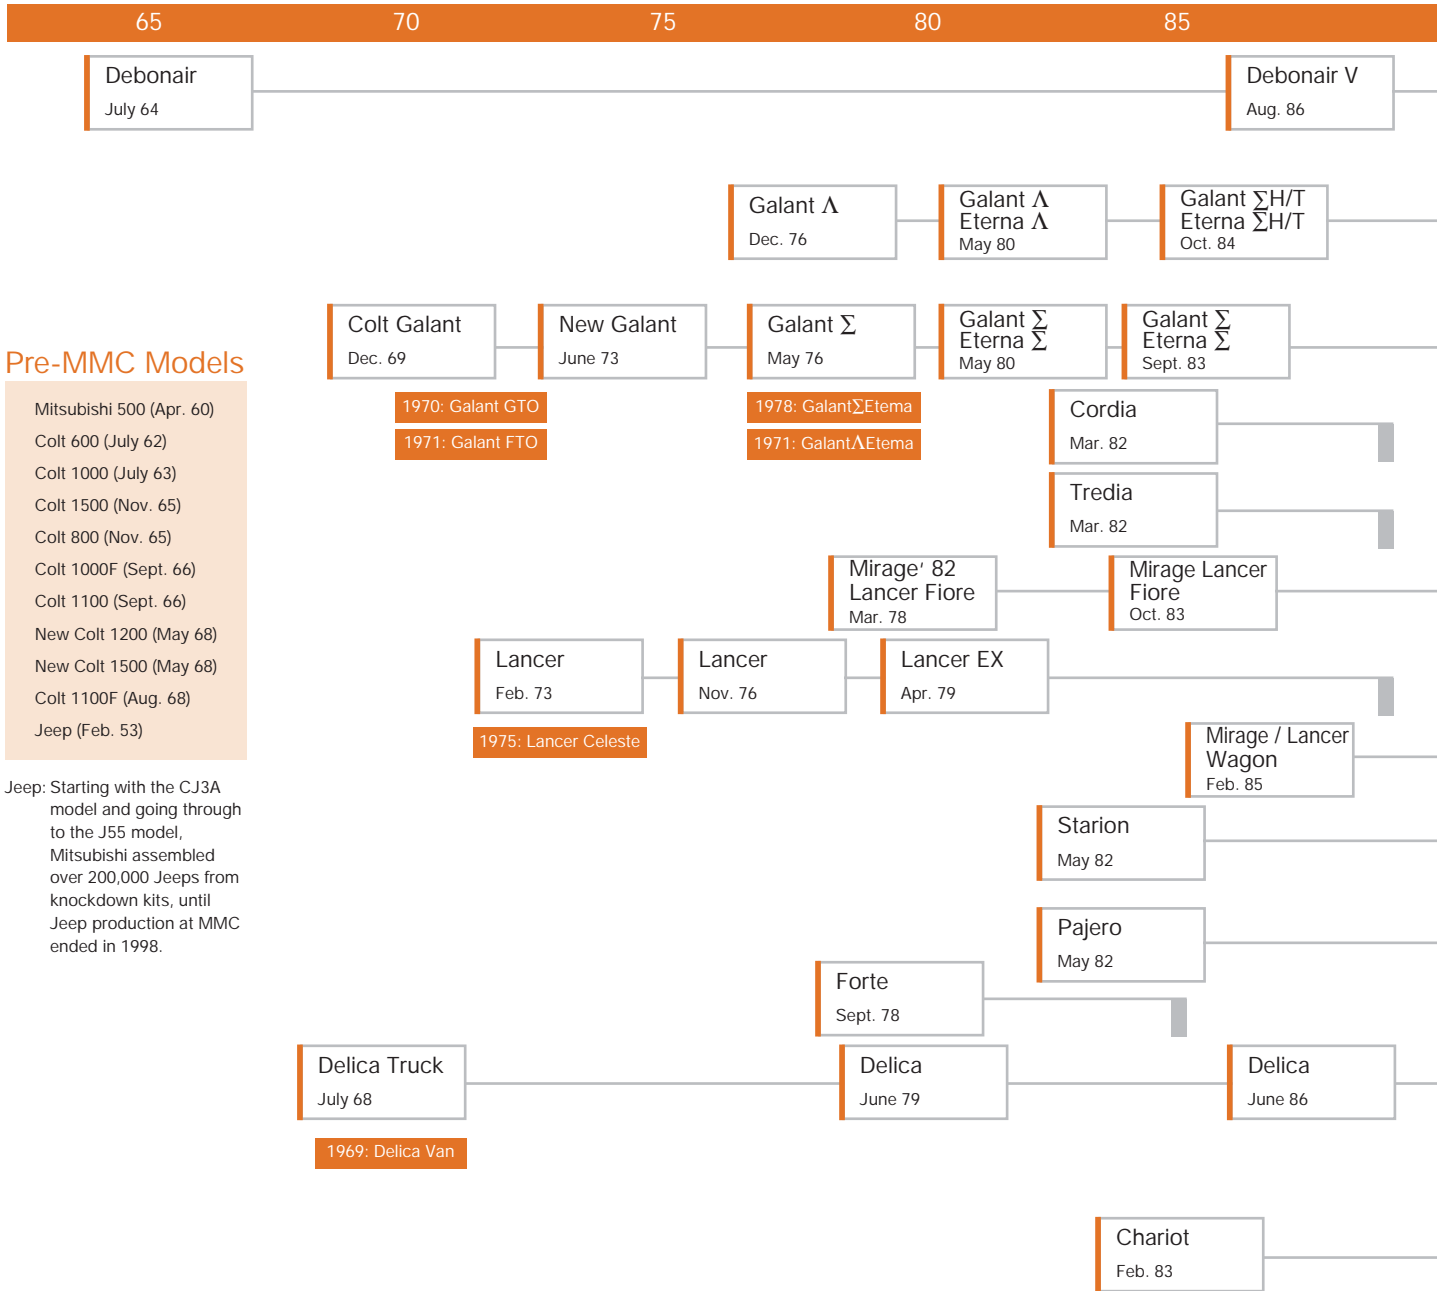 65 70 75 80 85
Debonair
July 64
Debonair V
Aug. 86
Galant Λ
Dec. 76
Galant Λ
Eterna Λ
May 80
Galant ΣH/T
Eterna ΣH/T
Oct. 84
Colt Galant
Dec. 69
New Galant
June 73
Galant Σ
May 76
Galant Σ
Eterna Σ
May 80
Galant Σ
Eterna Σ
Sept. 83
1970: Galant GTO
1971: Galant FTO
1978: GalantΣEtema
1971: GalantΛEtema
Cordia
Mar. 82
Tredia
Mar. 82
Mirage' 82
Lancer Fiore
Mar. 78
Mirage Lancer
Fiore
Oct. 83
Lancer
Feb. 73
Lancer
Nov. 76
Lancer EX
Apr. 79
1975: Lancer Celeste
Mirage / Lancer
Wagon
Feb. 85
Starion
May 82
Pajero
May 82
Forte
Sept. 78
Delica Truck
July 68
Delica
June 79
Delica
June 86
1969: Delica Van
Chariot
Feb. 83
Pre-MMC Models
Mitsubishi 500 (Apr. 60)
Colt 600 (July 62)
Colt 1000 (July 63)
Colt 1500 (Nov. 65)
Colt 800 (Nov. 65)
Colt 1000F (Sept. 66)
Colt 1100 (Sept. 66)
New Colt 1200 (May 68)
New Colt 1500 (May 68)
Colt 1100F (Aug. 68)
Jeep (Feb. 53)
Jeep: Starting with the CJ3A
model and going through
to the J55 model,
Mitsubishi assembled
over 200,000 Jeeps from
knockdown kits, until
Jeep production at MMC
ended in 1998.